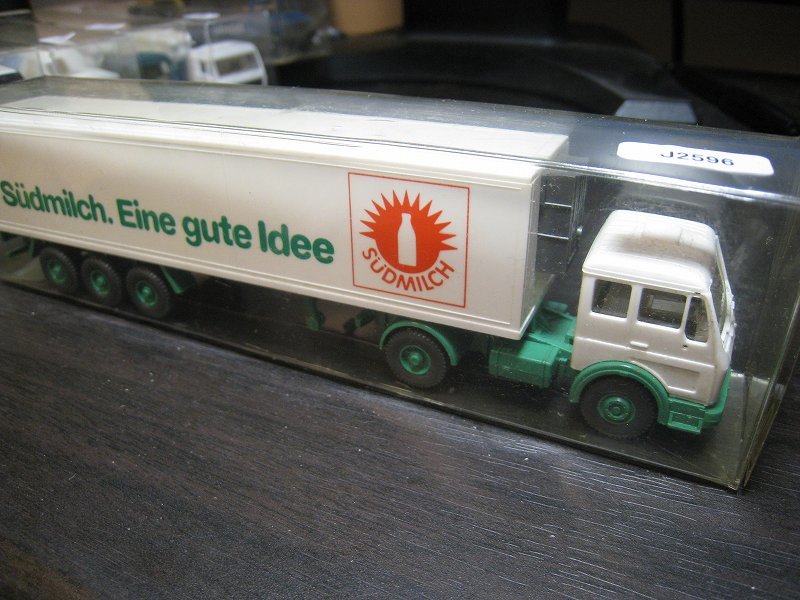 J2596
Südmilch. Eine gute Idee
SÜDMILCH